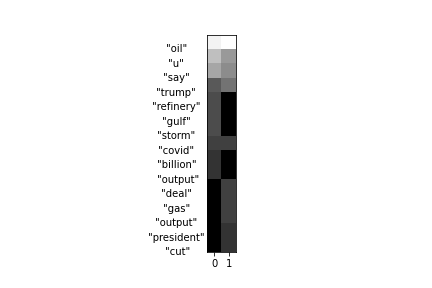 "oil"
"u"
"say"
"trump"
"refinery"
"gulf"
"storm"
"covid"
"billion"
"output"
"deal"
"gas"
"output"
"president"
"cut"
0 1